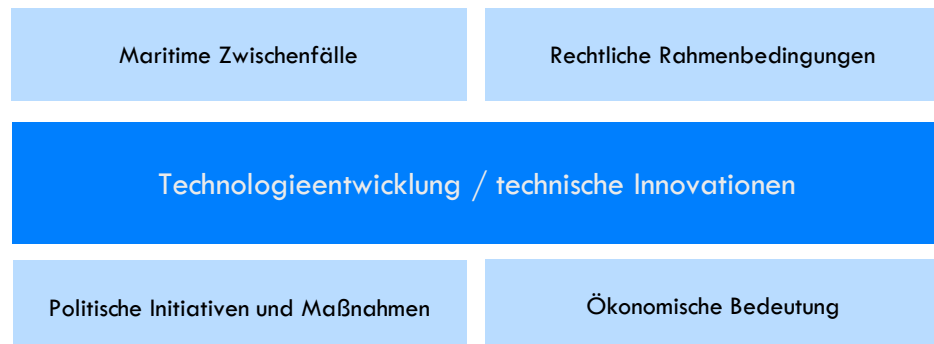 Maritime Zwischenfälle
Rechtliche Rahmenbedingungen
Technologieentwicklung / technische Innovationen
Politische Initiativen und Maßnahmen
Ökonomische Bedeutung